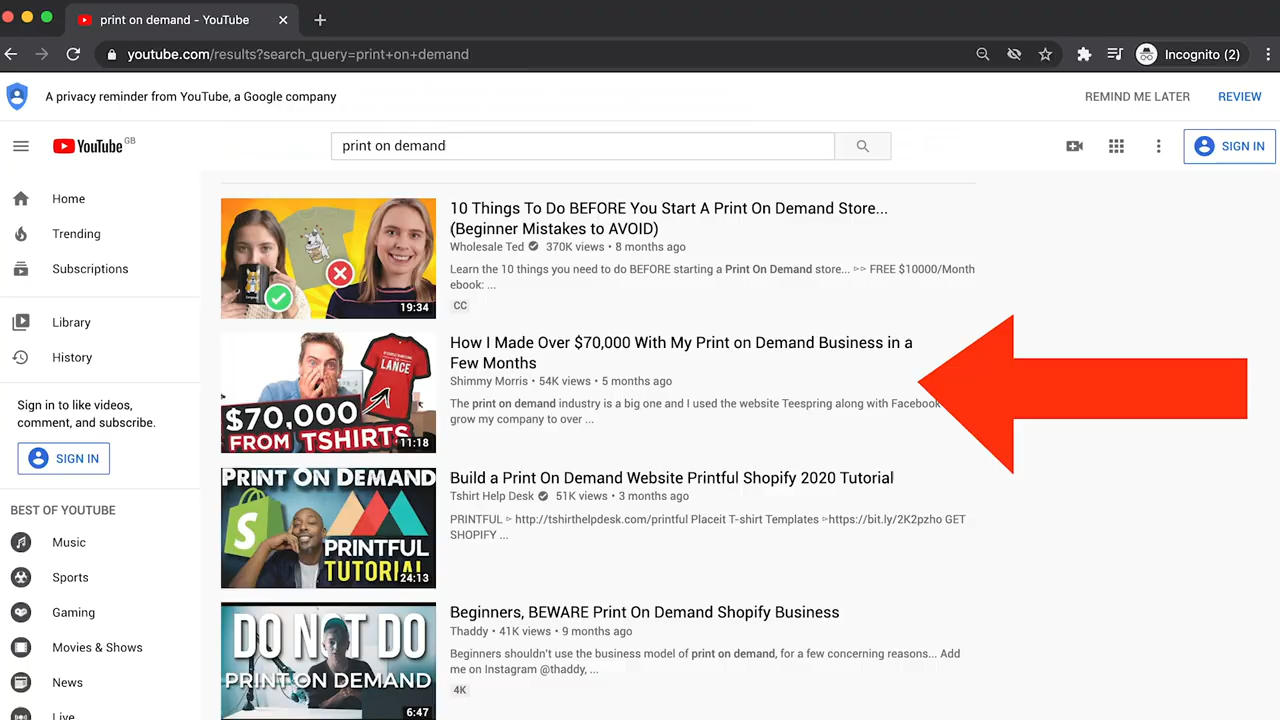 print on demand - YouTube
youtube.com/results?search_query=print+on+demand
Incognito (2)
A privacy reminder from YouTube, a Google company
REMIND ME LATER
REVIEW
YouTube GB
print on demand
SIGN IN
Home
Trending
Subscriptions
Library
History
Sign in to like videos,
comment, and subscribe.
SIGN IN
BEST OF YOUTUBE
Music
Sports
Gaming
Movies & Shows
News
Live
19:34
10 Things To Do BEFORE You Start A Print On Demand Store...
(Beginner Mistakes to AVOID)
Wholesale Ted 370K views • 8 months ago
Learn the 10 things you need to do BEFORE starting a Print On Demand store... ▻▻ FREE $10000/Month
ebook: ...
CC
LANCE
$70,000
FROM TSHIRTS
11:18
How I Made Over $70,000 With My Print on Demand Business in a
Few Months
Shimmy Morris • 54K views • 5 months ago
The print on demand industry is a big one and I used the website Teespring along with Facebook
grow my company to over ...
PRINT ON DEMAND
PRINTFUL
TUTORIAL
24:13
Build a Print On Demand Website Printful Shopify 2020 Tutorial
Tshirt Help Desk 51K views • 3 months ago
PRINTFUL ▻ http://tshirthelpdesk.com/printful Placeit T-shirt Templates ▻https://bit.ly/2K2pzho GET
SHOPIFY ...
DO NOT DO
PRINT ON DEMAND
6:47
Beginners, BEWARE Print On Demand Shopify Business
Thaddy • 41K views • 9 months ago
Beginners shouldn't use the business model of print on demand, for a few concerning reasons... Add
me on Instagram @thaddy, ...
4K